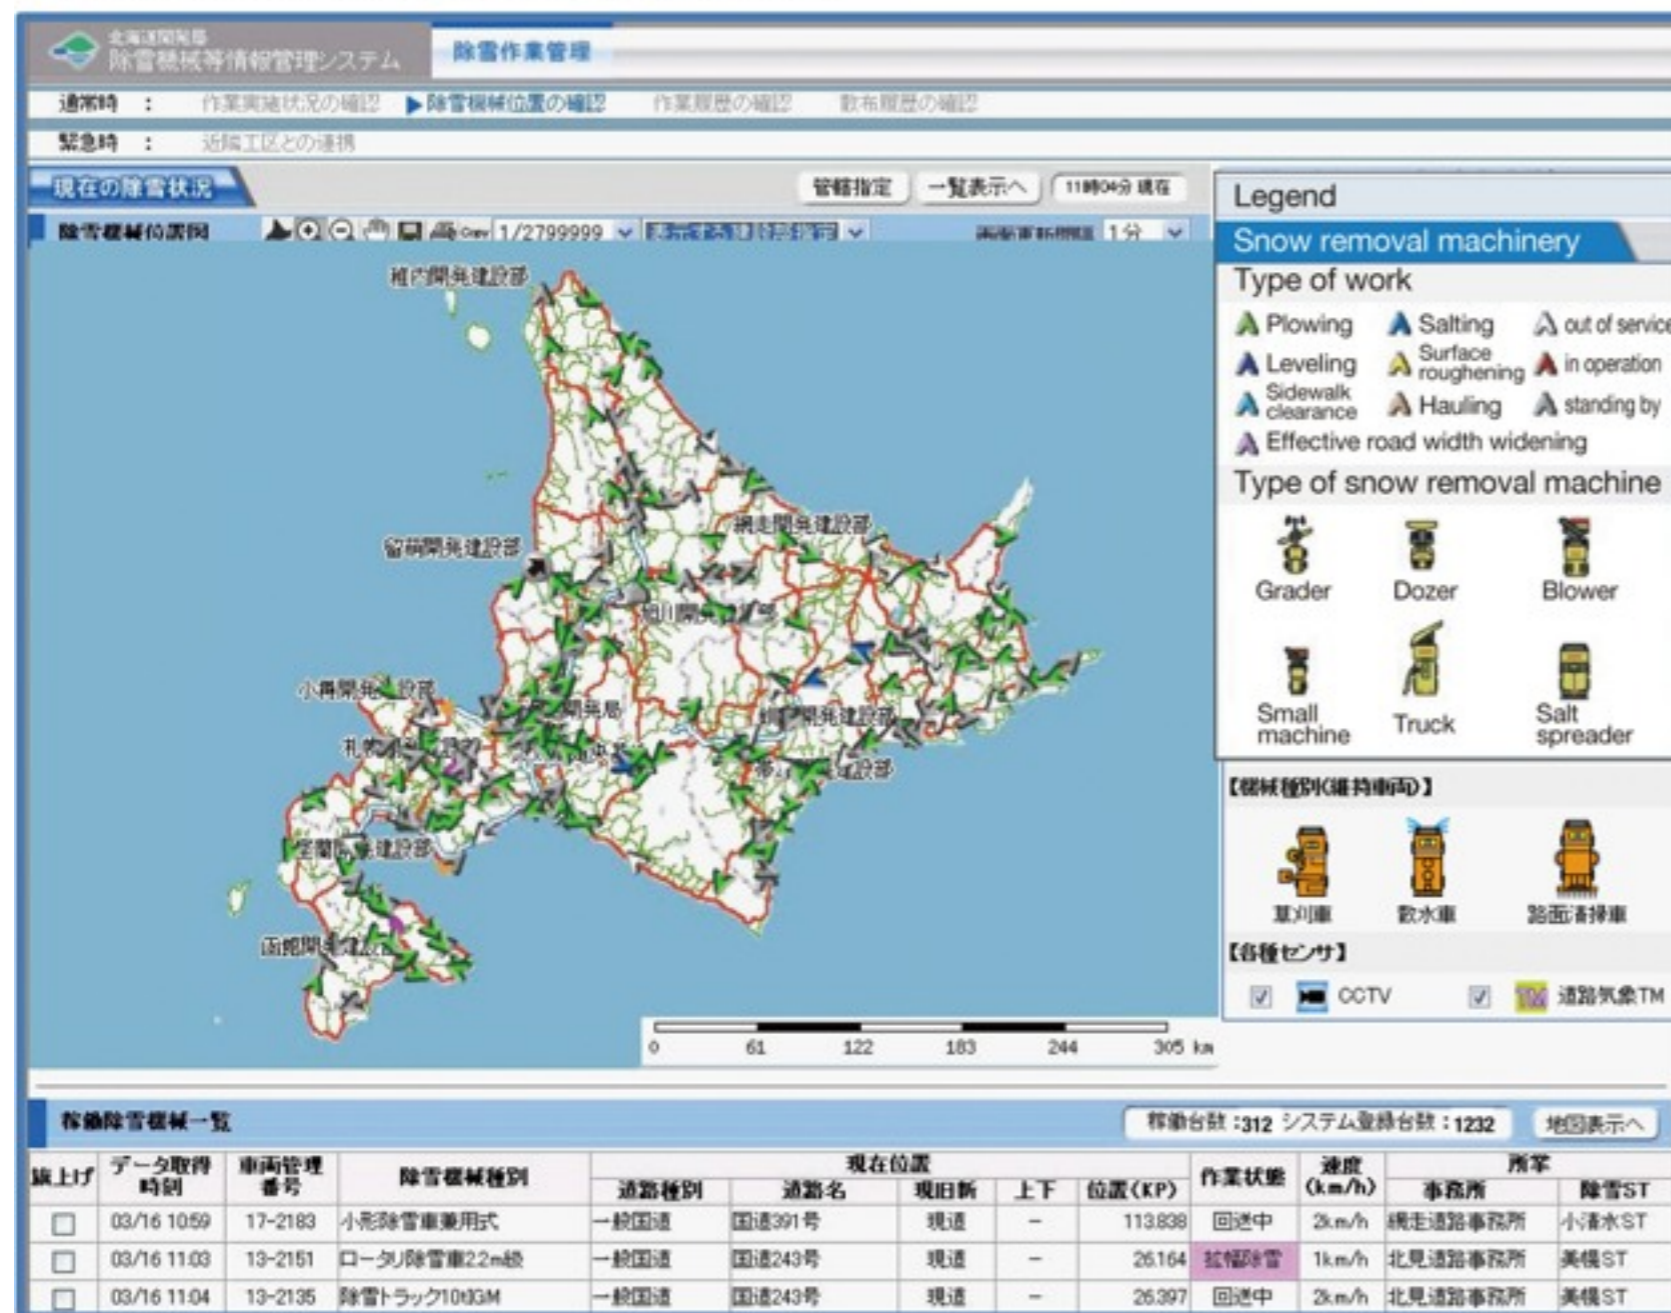 北海道開発局
除雪機械等情報管理システム
除雪作業管理
通常時 : 作業実施状況の確認 ▶除雪機械位置の確認 作業履歴の確認 散布履歴の確認
緊急時 : 近隣工区との連携
現在の除雪状況 管轄指定 一覧表示へ 11時04分 現在
除雪機械位置図 Copy 1/2799999 画面更新間隔 1分
稚内開発建設部
網走開発建設部
留萌開発建設部
旭川開発建設部
小樽開発建設部
開発局
開発建設部
札幌
建設部
室蘭開発建設部
函館開発建設
0 61 122 183 244 305 km
Legend
Snow removal machinery
Type of work
Plowing Salting out of service
Leveling Surface roughening in operation
Sidewalk clearance Hauling standing by
Effective road width widening
Type of snow removal machine
Grader Dozer Blower
Small machine Truck Salt spreader
【機械種別(維持車両)】
草刈車 散水車 路面清掃車
【各種センサ】
CCTV TM 道路気象TM
稼働除雪機械一覧 稼働台数:312 システム登録台数:1232 地図表示へ
旗上げ データ取得時刻 車両管理番号 除雪機械種別 現在位置 作業状態 速度(km/h) 所掌
道路種別 道路名 現旧新 上下 位置(KP) 事務所 除雪ST
03/16 10:59 17-2183 小形除雪車兼用式 一般国道 国道391号 現道 - 113.838 回送中 2km/h 網走道路事務所 小清水ST
03/16 11:03 13-2151 ロータリ除雪車2.2m級 一般国道 国道243号 現道 - 26.164 拡幅除雪 1km/h 北見道路事務所 美幌ST
03/16 11:04 13-2135 除雪トラック10tIGM 一般国道 国道243号 現道 - 26.397 回送中 2km/h 北見道路事務所 美幌ST